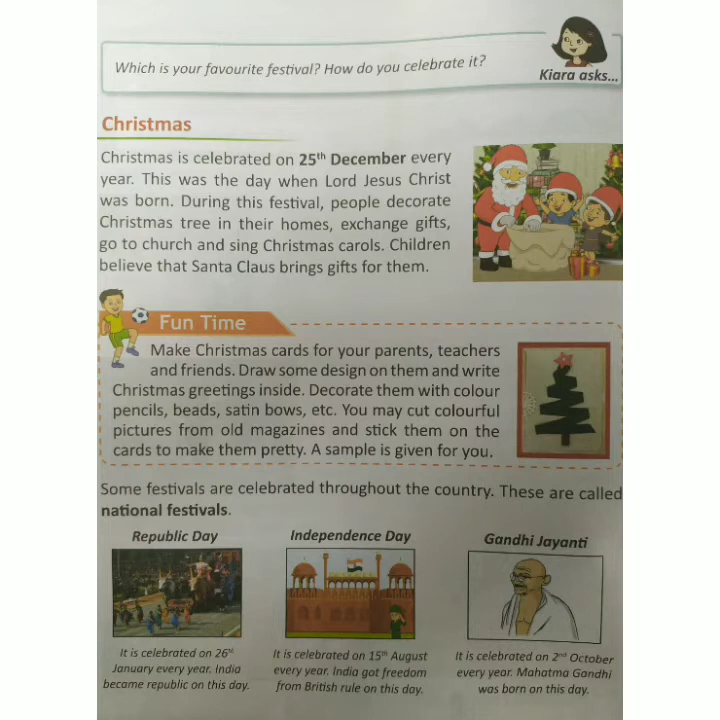 Which is your favourite festival? How do you celebrate it?
Kiara asks...
Christmas
Christmas is celebrated on 25th December every
year. This was the day when Lord Jesus Christ
was born. During this festival, people decorate
Christmas tree in their homes, exchange gifts,
go to church and sing Christmas carols. Children
believe that Santa Claus brings gifts for them.
Fun Time
Make Christmas cards for your parents, teachers
and friends. Draw some design on them and write
Christmas greetings inside. Decorate them with colour
pencils, beads, satin bows, etc. You may cut colourful
pictures from old magazines and stick them on the
cards to make them pretty. A sample is given for you.
Some festivals are celebrated throughout the country. These are called
national festivals.
Republic Day
It is celebrated on 26th
January every year. India
became republic on this day.
Independence Day
It is celebrated on 15th August
every year. India got freedom
from British rule on this day.
Gandhi Jayanti
It is celebrated on 2nd October
every year. Mahatma Gandhi
was born on this day.